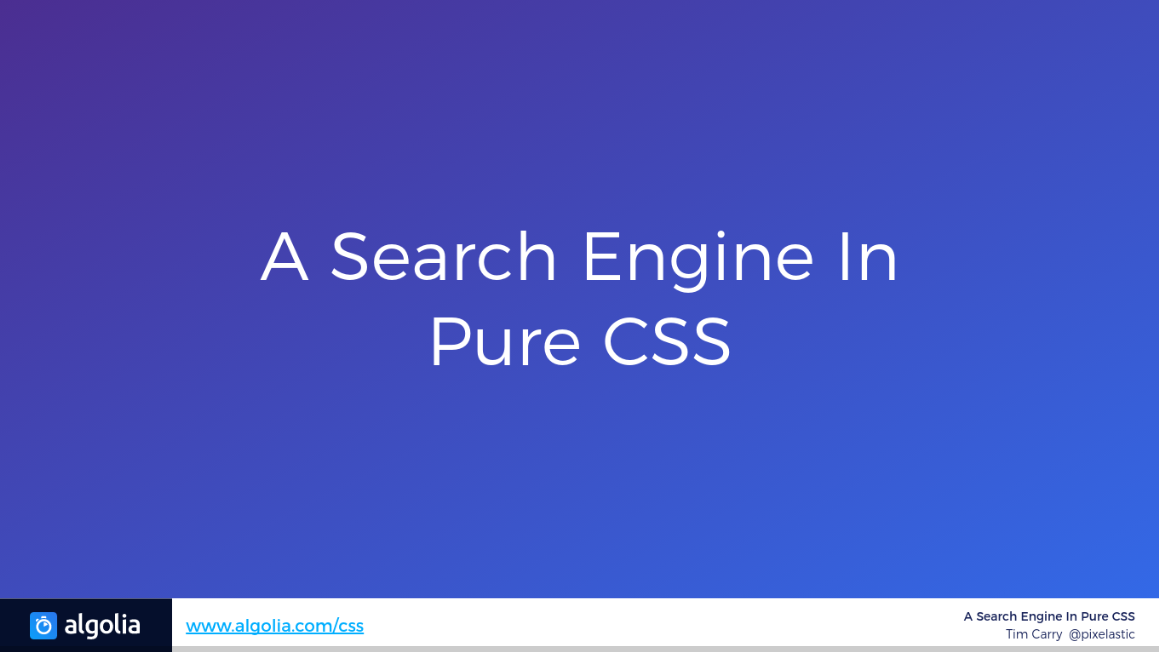 A Search Engine In
Pure CSS
algolia
www.algolia.com/css
A Search Engine In Pure CSS
Tim Carry @pixelastic